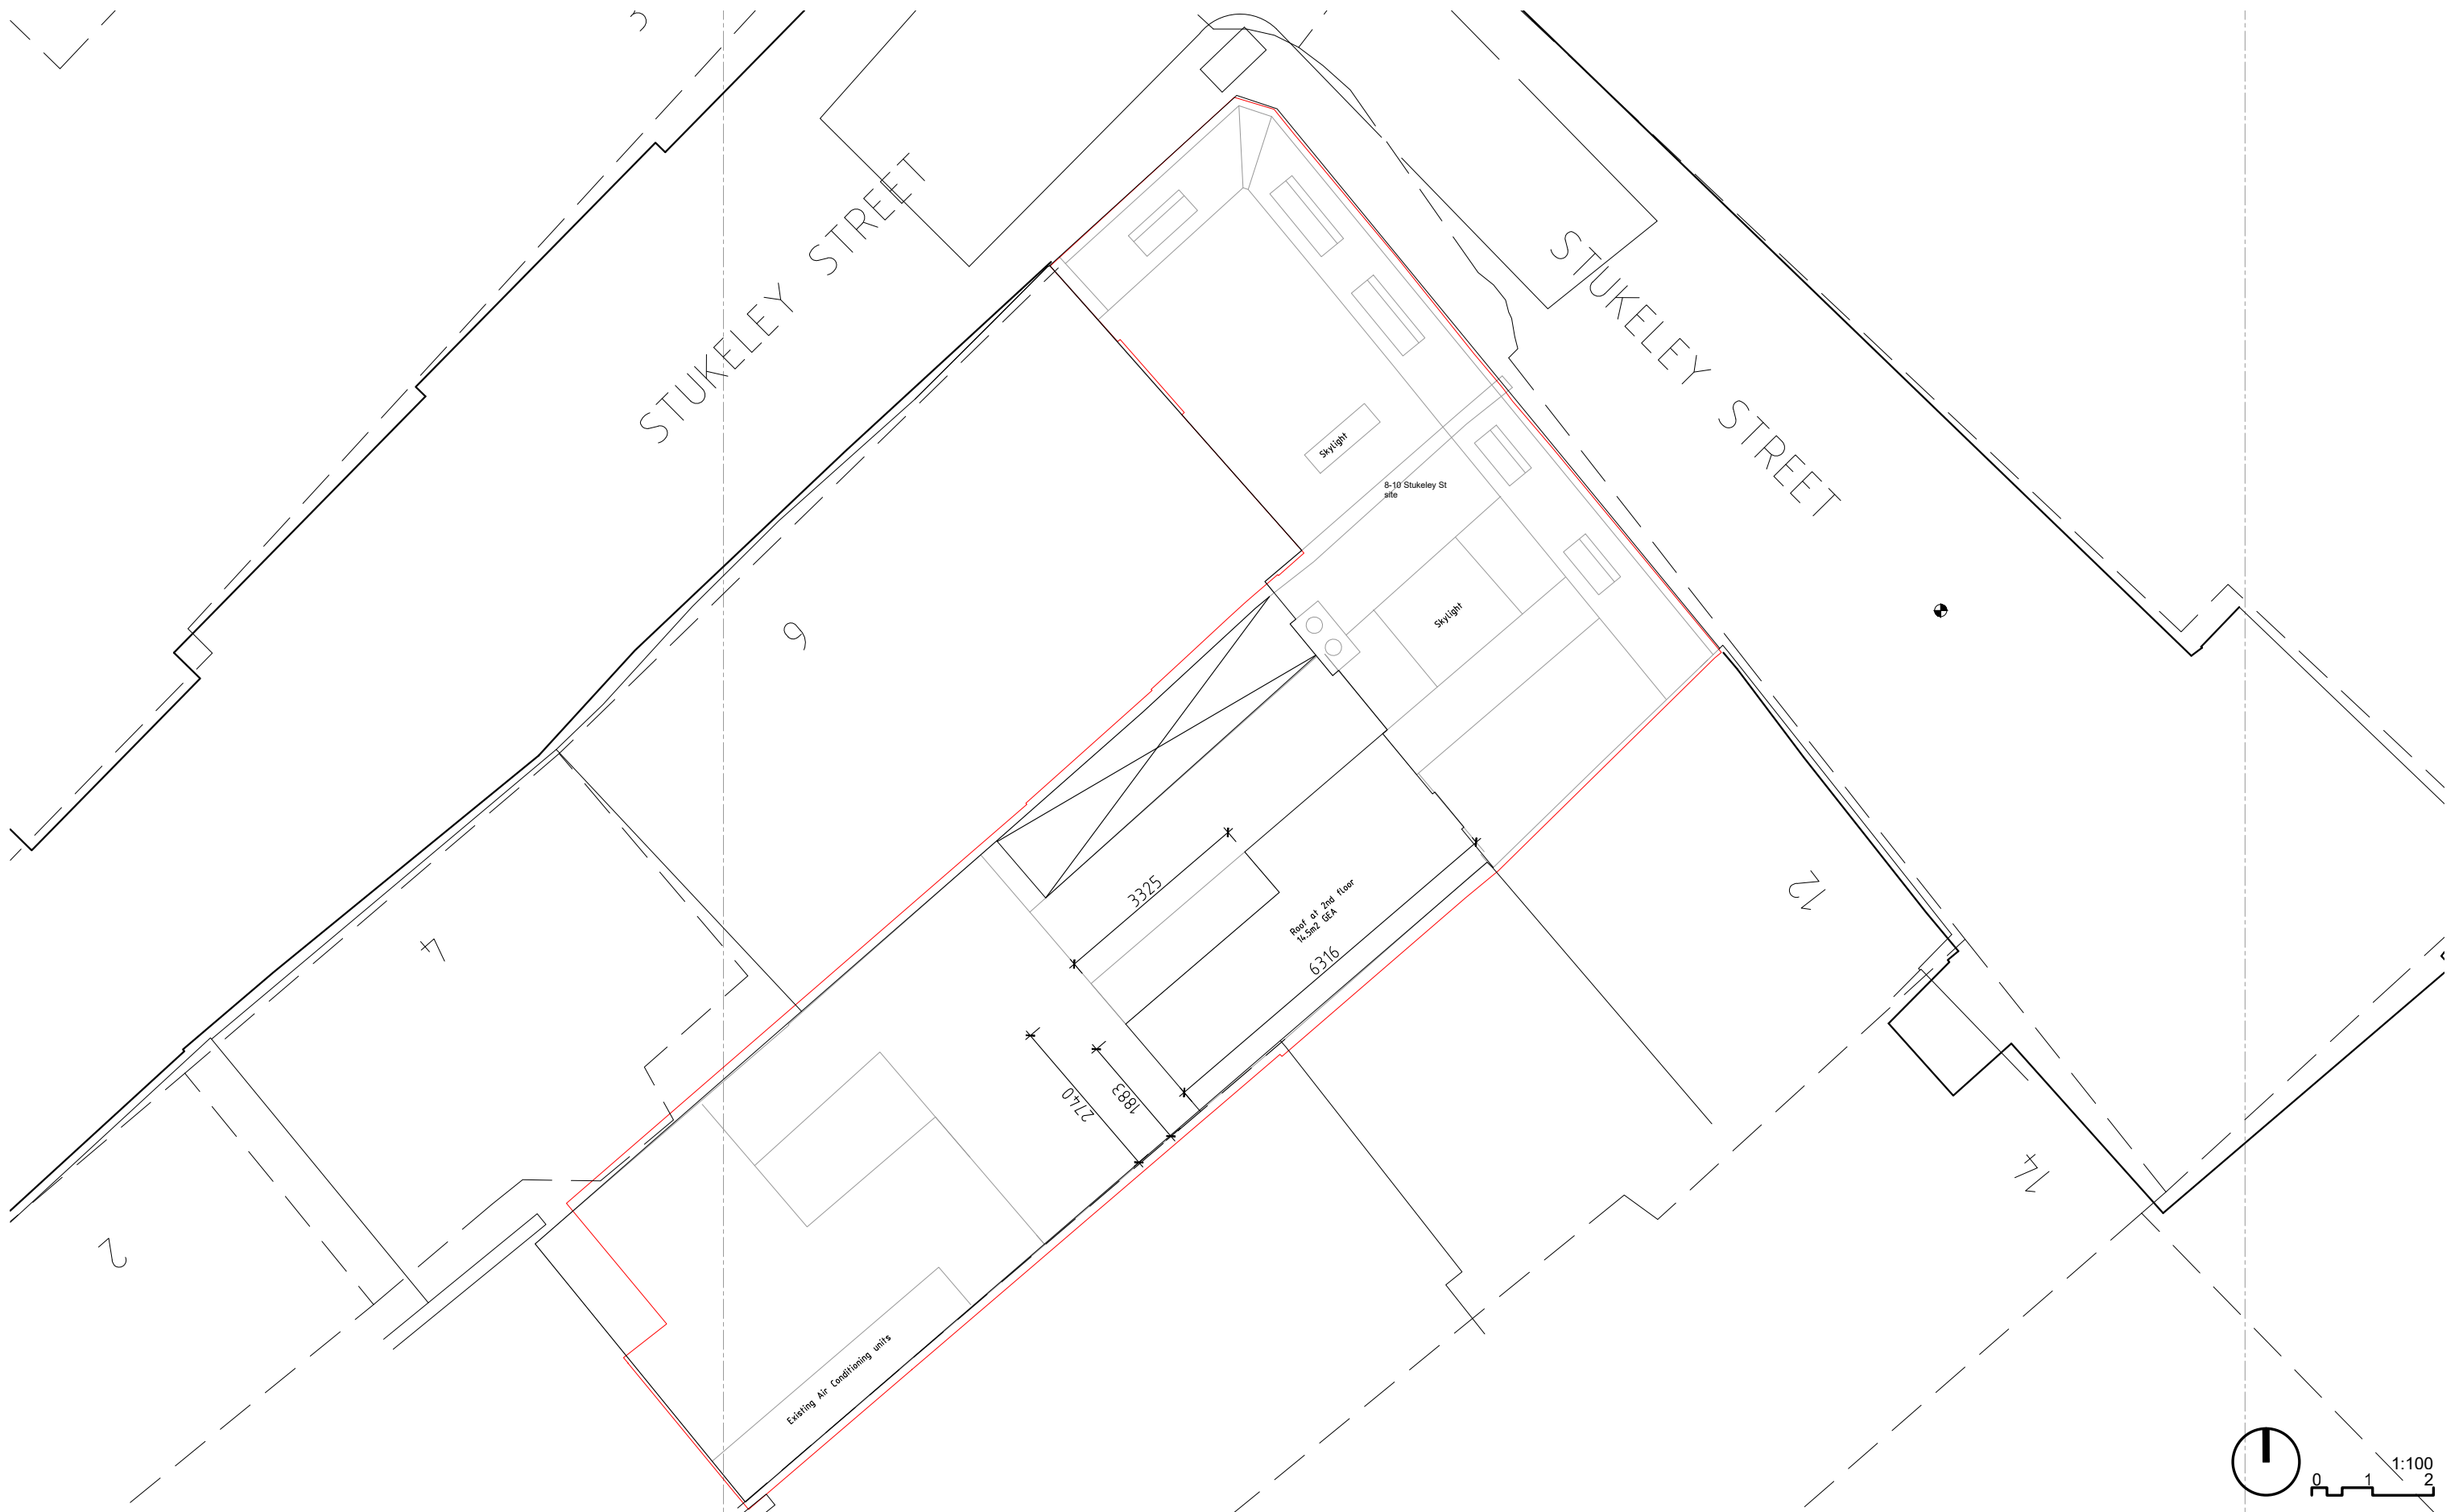 STUKELEY STREET
STUKELEY STREET
Skylight
8-10 Stukeley St
site
6
Skylight
3325
Roof at 2nd floor
14.5m2 GEA
6316
12
4
2740
1883
14
2
Existing Air Conditioning units
1:100
0 1 2